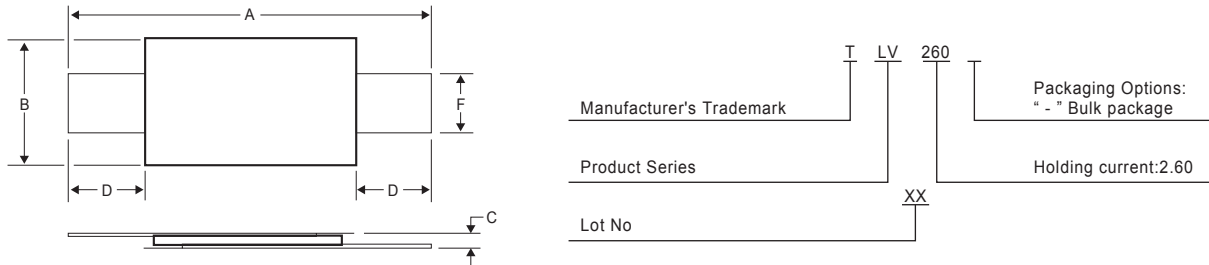 A
B
F
D
D
C
T LV 260
Manufacturer's Trademark
Packaging Options:
“ - ” Bulk package
Product Series
Holding current:2.60
XX
Lot No